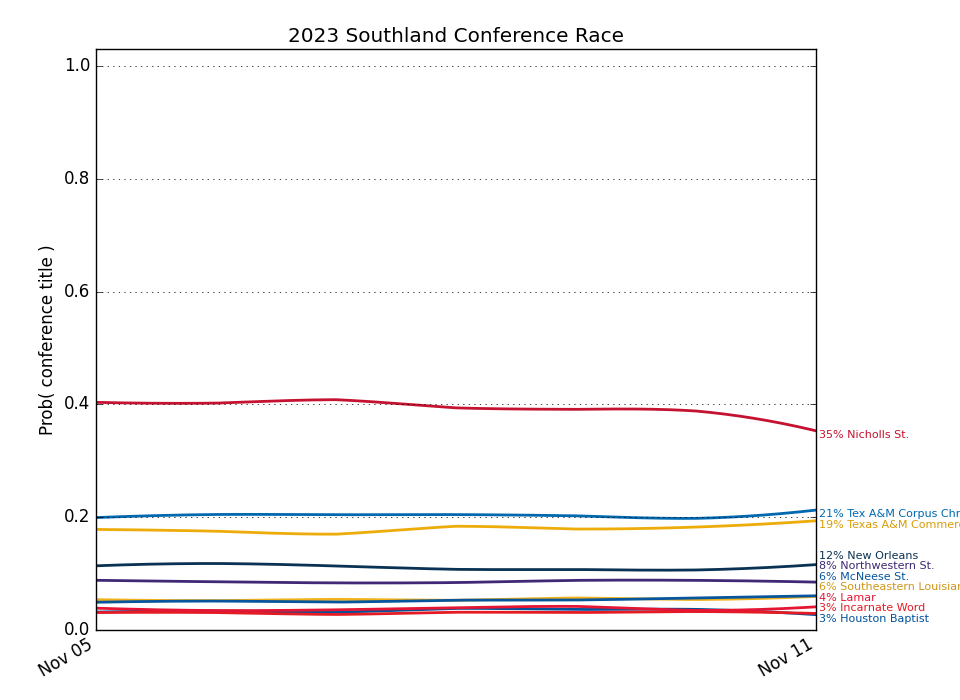 2023 Southland Conference Race
Prob( conference title )
1.0
0.8
0.6
0.4
0.2
0.0
Nov 05
Nov 11
35% Nicholls St.
21% Tex A&M Corpus Chr
19% Texas A&M Commer
12% New Orleans
8% Northwestern St.
6% McNeese St.
6% Southeastern Louisian
4% Lamar
3% Incarnate Word
3% Houston Baptist